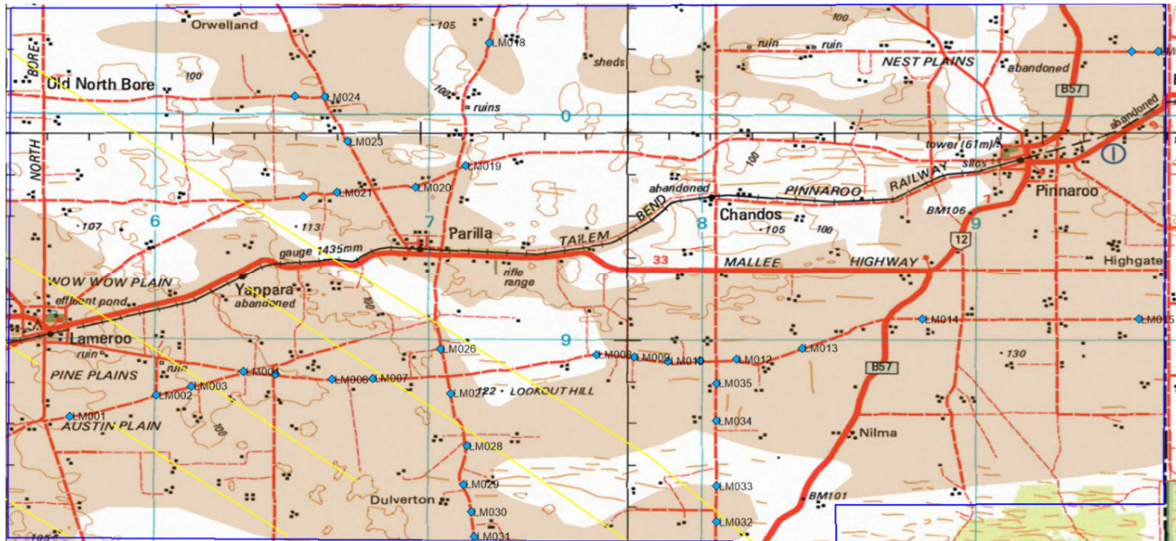 Orwelland
105
LM018
100
ruin
ruin
BORE
100
sheds
NEST PLAINS
abandoned
Old North Bore
LM024
100
ruins
B57
0
abandoned
NORTH
LM023
tower (61m)
LM019
100
silos
LM021
LM020
abandoned
PINNAROO
RAILWAY
Pinnaroo
BEND
6
7
8
Chandos
BM106
9
107
113
Parilla
TAILEM
105
100
12
gauge 1435mm
33
MALLEE
HIGHWAY
Highgate
WOW WOW PLAIN
Yappara
abandoned
rifle
range
effluent pond
100
LM014
LM015
Lameroo
9
LM026
LM008
LM009
LM010
LM012
LM013
ruin
ruin
130
PINE PLAINS
LM004
LM006
LM007
B57
LM003
LM002
LM027
122
LOOKOUT HILL
LM035
LM001
AUSTIN PLAIN
100
LM034
Nilma
LM028
LM029
LM033
Dulverton
BM101
LM030
LM032
105
LM031